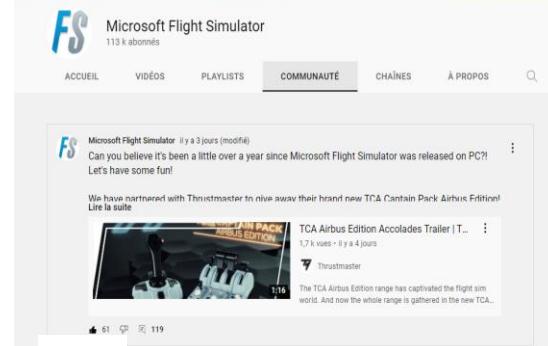 FS
Microsoft Flight Simulator
113 k abonnés
ACCUEIL VIDÉOS PLAYLISTS COMMUNAUTÉ CHAÎNES À PROPOS
FS
Microsoft Flight Simulator il y a 3 jours (modifié)
Can you believe it's been a little over a year since Microsoft Flight Simulator was released on PC?!
Let's have some fun!
We have partnered with Thrustmaster to give away their brand new TCA Captain Pack Airbus Edition!
Lire la suite
CAPTAIN PACK
AIRBUS EDITION
1:16
TCA Airbus Edition Accolades Trailer | T...
1,7 k vues • il y a 4 jours
Thrustmaster
The TCA Airbus Edition range has captivated the flight sim
world. And now the whole range is gathered in the new TCA...
61 119